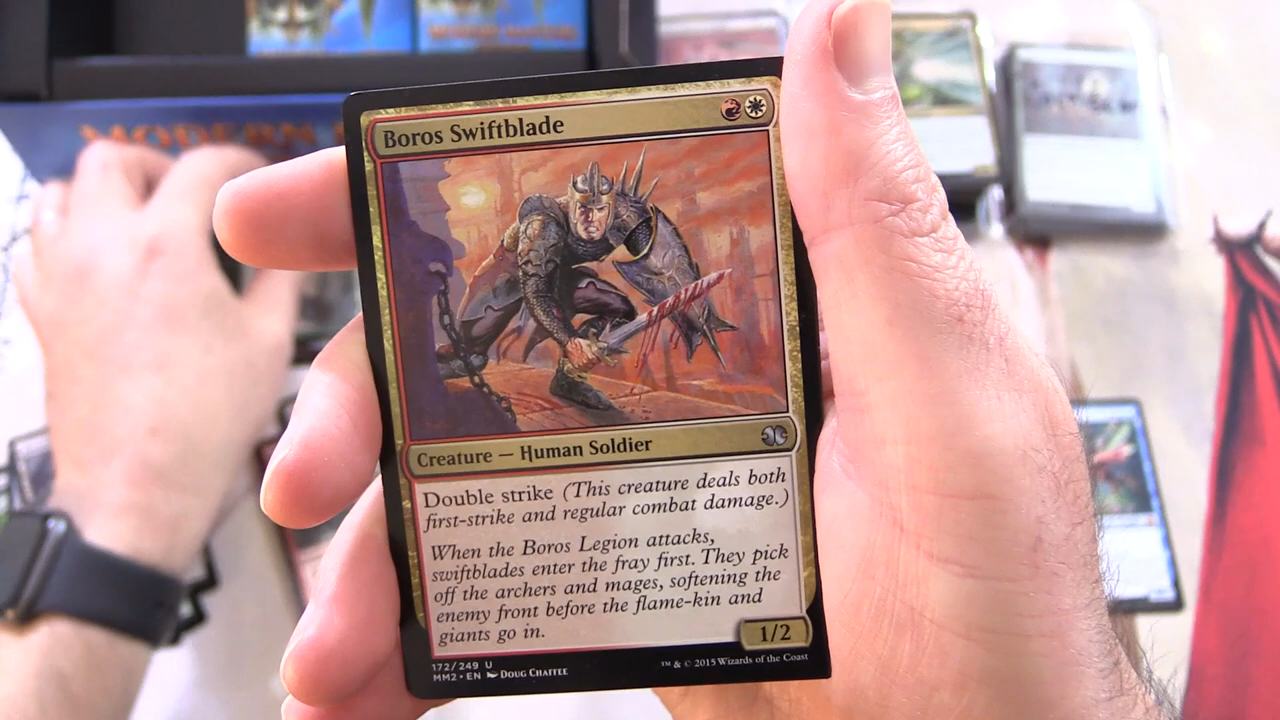 MODERN
Boros Swiftblade
Creature — Human Soldier
Double strike (This creature deals both
first-strike and regular combat damage.)
When the Boros Legion attacks,
swiftblades enter the fray first. They pick
off the archers and mages, softening the
enemy front before the flame-kin and
giants go in.
1/2
172/249 U
MM2 • EN Doug Chaffee
™ & © 2015 Wizards of the Coast